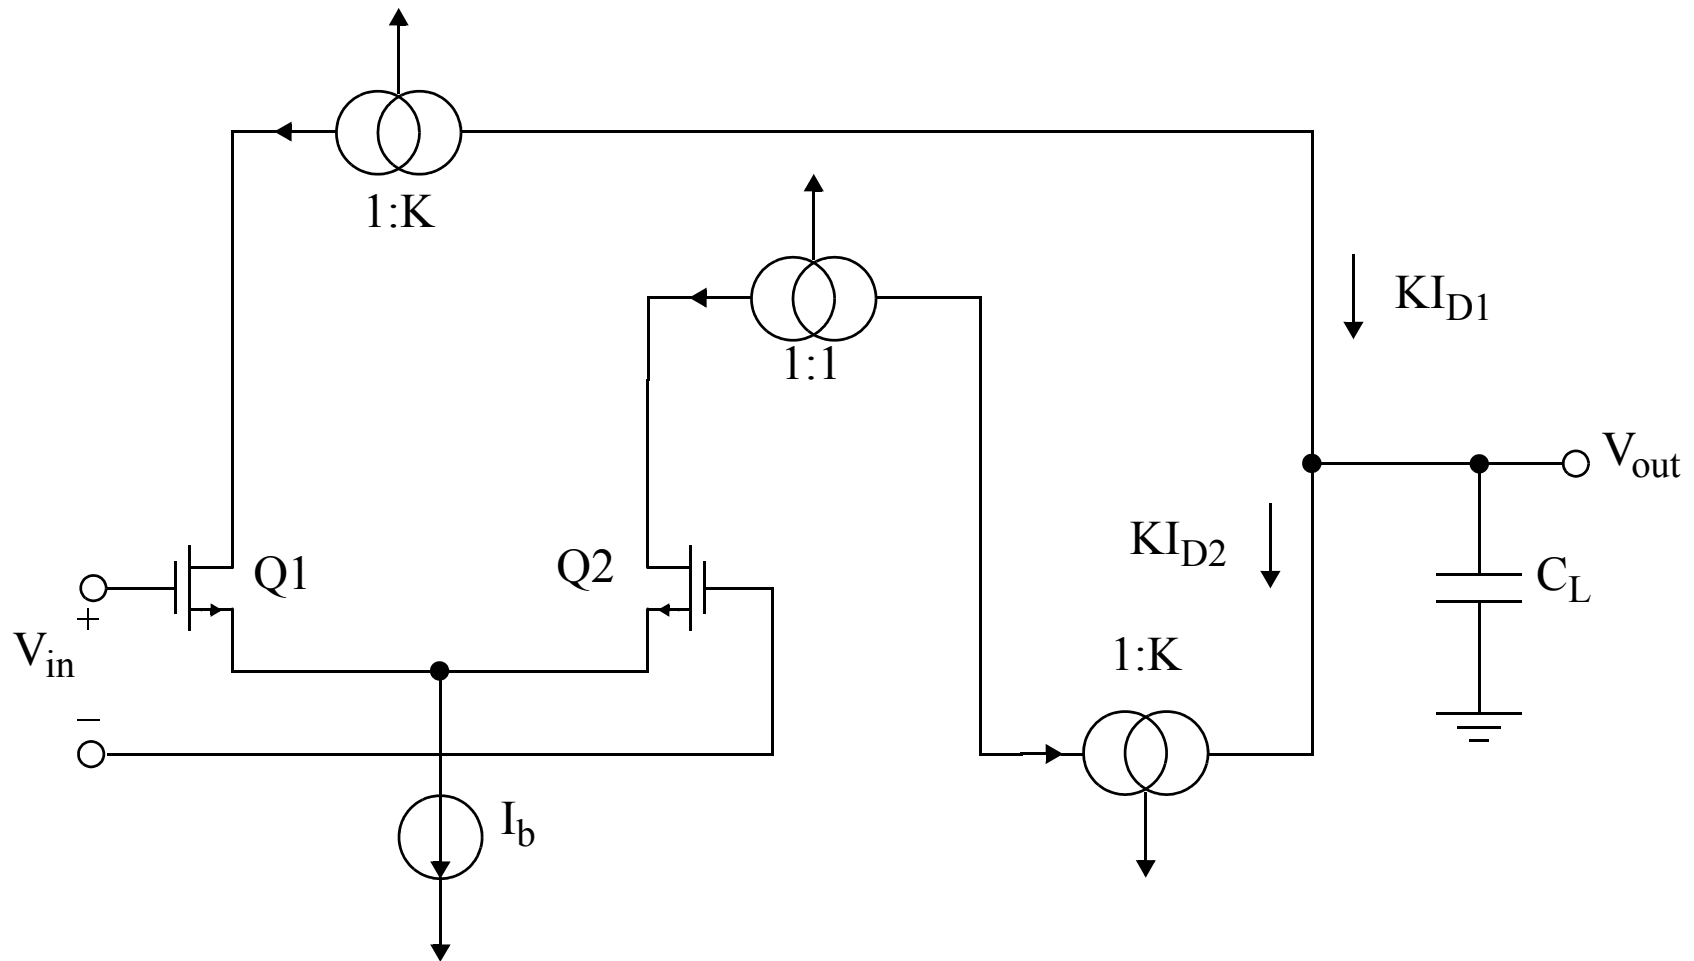 1:K
1:1
KI_D1
V_out
KI_D2
Q1
Q2
C_L
+
V_in
−
1:K
I_b